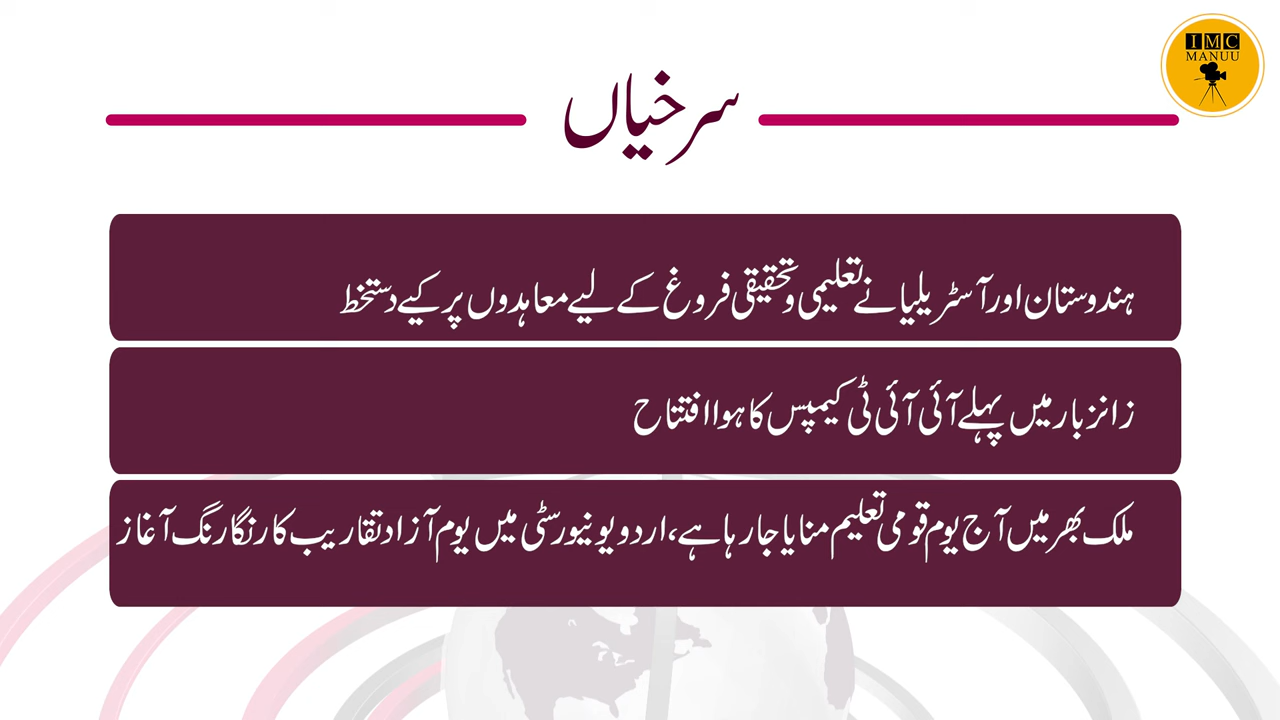 IMC
MANUU
سرخیاں
ہندوستان اور آسٹریلیا نے تعلیمی و تحقیقی فروغ کے لیے معاہدوں پر کیے دستخط
زانزبار میں پہلے آئی آئی ٹی کیمپس کا ہوا افتتاح
ملک بھر میں آج یوم قومی تعلیم منایا جا رہا ہے، اردو یونیورسٹی میں یوم آزاد تقاریب کا رنگا رنگ آغاز